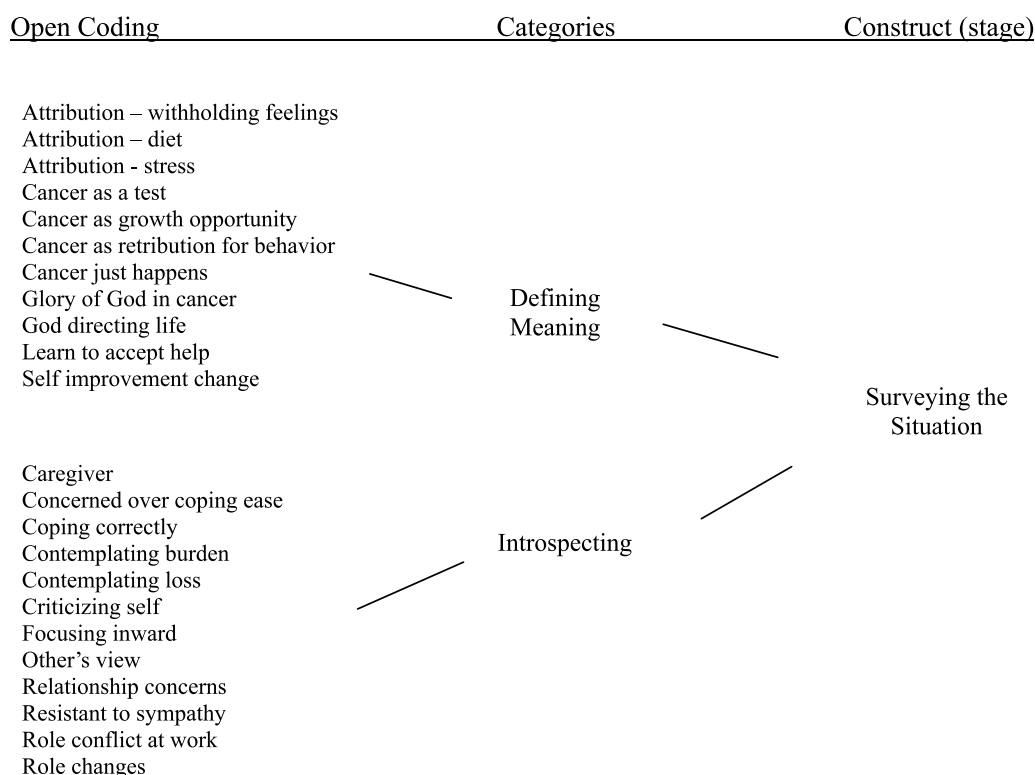 Open Coding Categories Construct (stage)
Attribution – withholding feelings
Attribution – diet
Attribution - stress
Cancer as a test
Cancer as growth opportunity
Cancer as retribution for behavior
Cancer just happens
Glory of God in cancer
God directing life
Learn to accept help
Self improvement change
Defining
Meaning
Surveying the
Situation
Caregiver
Concerned over coping ease
Coping correctly
Contemplating burden
Contemplating loss
Criticizing self
Focusing inward
Other’s view
Relationship concerns
Resistant to sympathy
Role conflict at work
Role changes
Introspecting